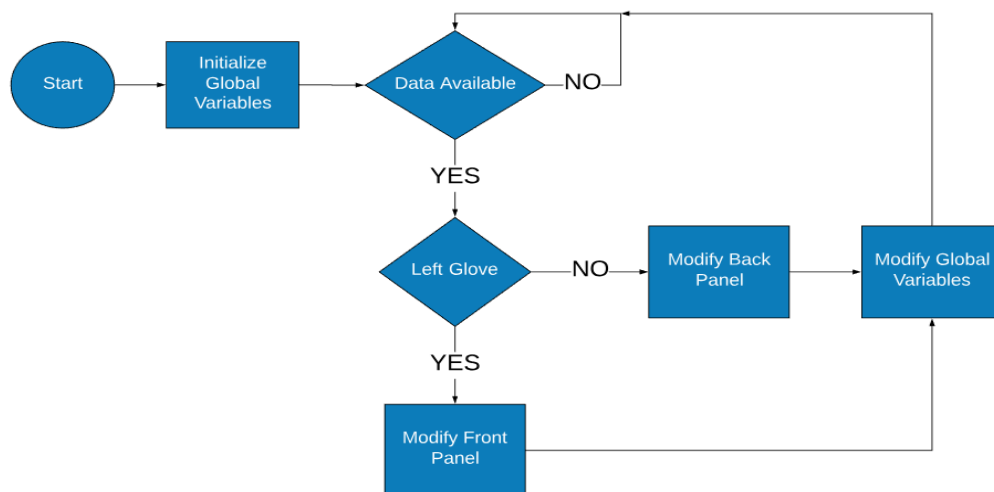 Start
Initialize
Global
Variables
Data Available
NO
YES
Left Glove
NO
Modify Back
Panel
Modify Global
Variables
YES
Modify Front
Panel